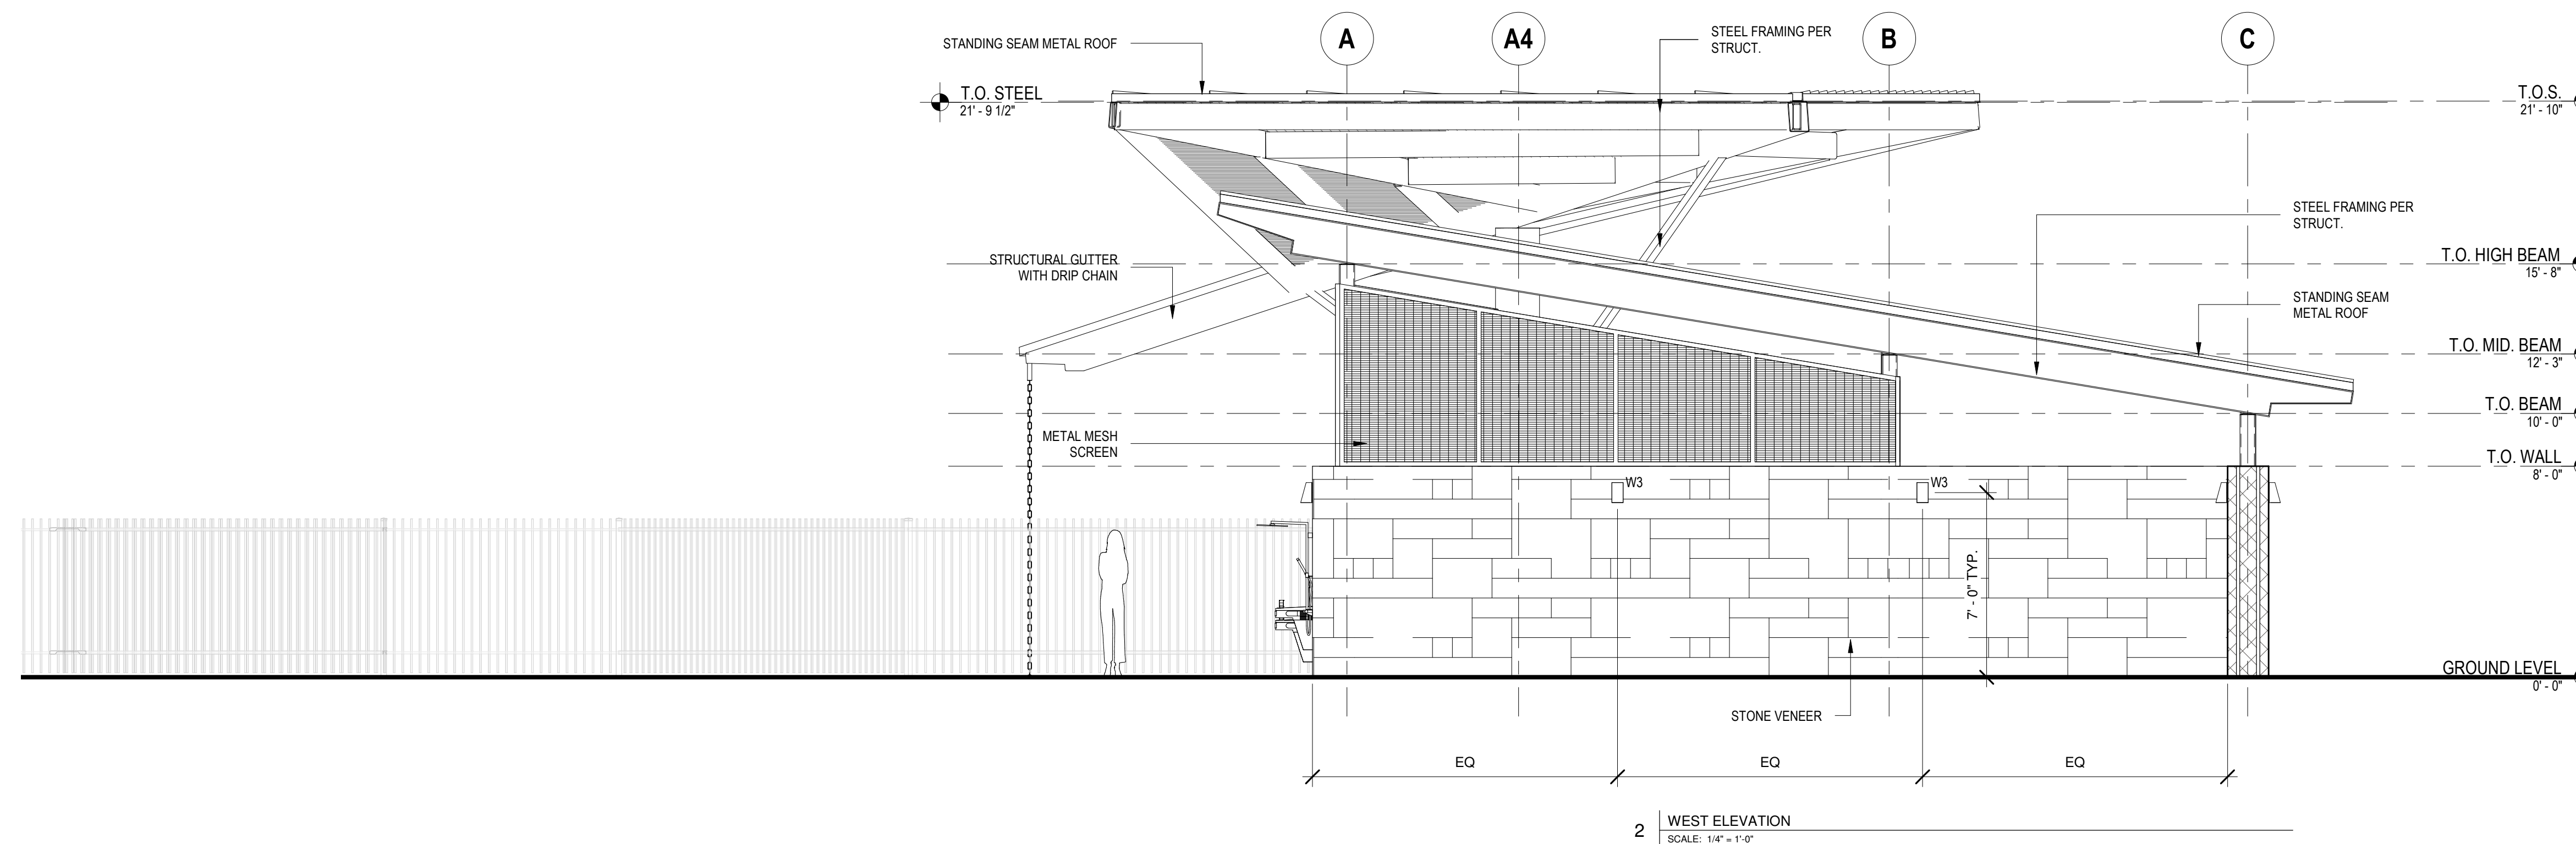 A
A4
B
C
STANDING SEAM METAL ROOF
STEEL FRAMING PER
STRUCT.
T.O. STEEL
21' - 9 1/2"
T.O.S.
21' - 10"
STEEL FRAMING PER
STRUCT.
STRUCTURAL GUTTER
WITH DRIP CHAIN
T.O. HIGH BEAM
15' - 8"
STANDING SEAM
METAL ROOF
T.O. MID. BEAM
12' - 3"
T.O. BEAM
10' - 0"
METAL MESH
SCREEN
T.O. WALL
8' - 0"
W3
W3
7' - 0" TYP.
GROUND LEVEL
0' - 0"
STONE VENEER
EQ
EQ
EQ
2
WEST ELEVATION
SCALE: 1/4" = 1'-0"